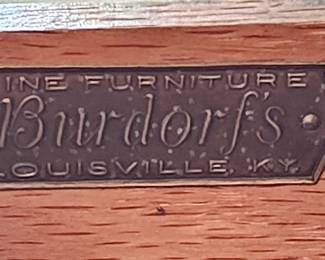 INE FURNITURE
Burdorf's
LOUISVILLE, KY.